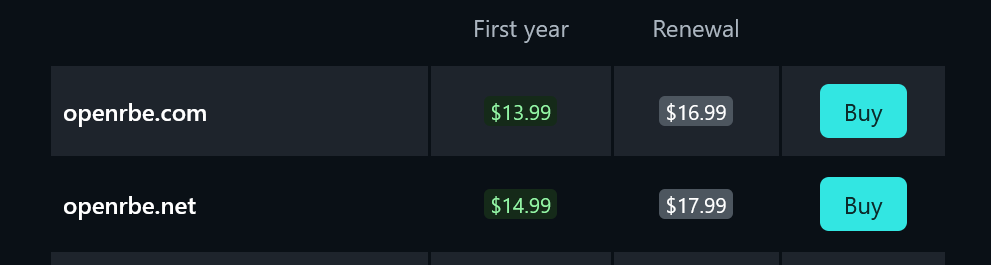 First year Renewal
openrbe.com $13.99 $16.99 Buy
openrbe.net $14.99 $17.99 Buy